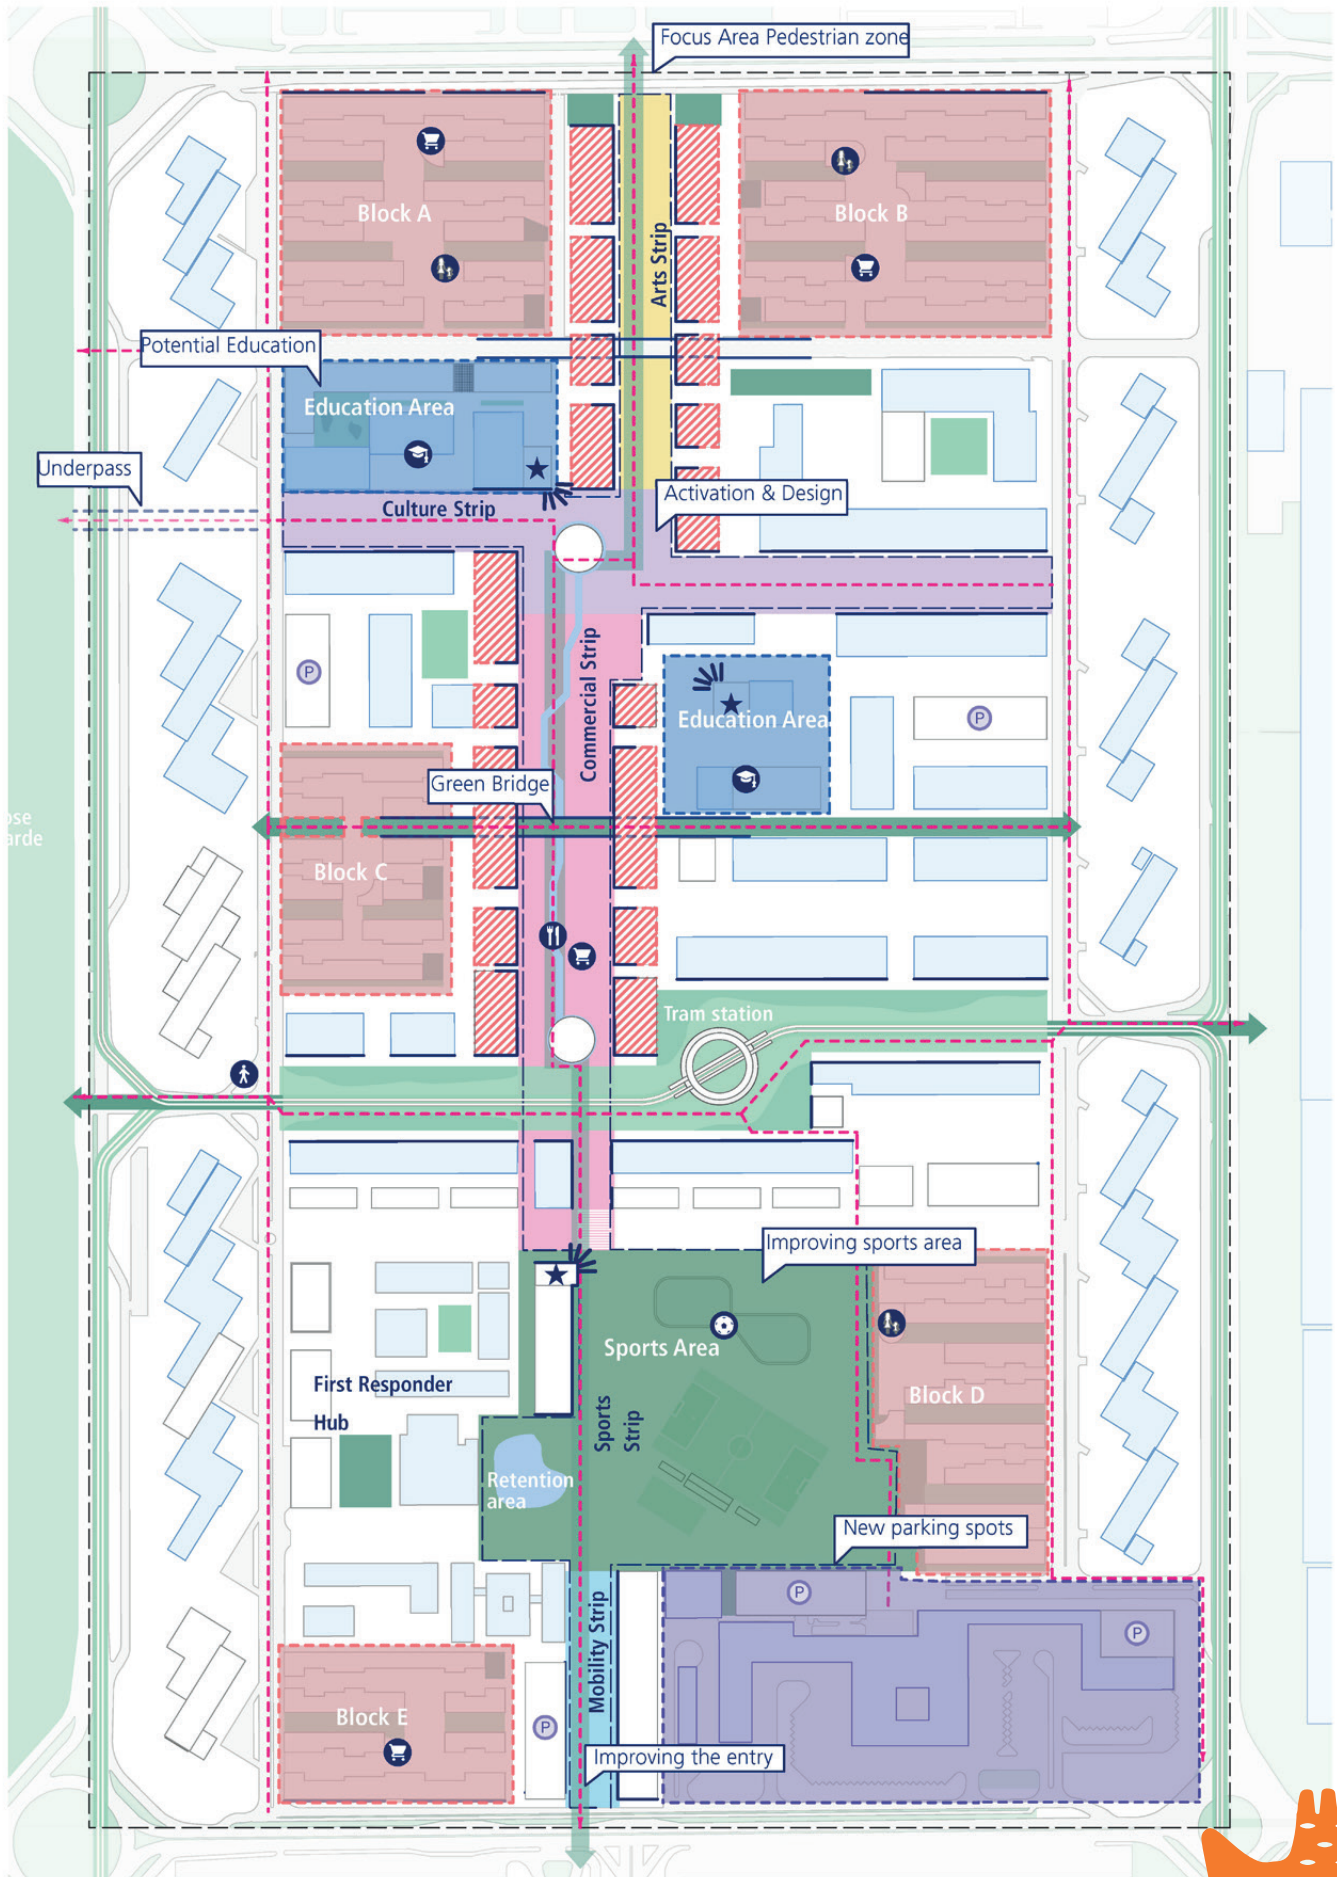 Focus Area Pedestrian zone
Block A
Block B
Arts Strip
Potential Education
Education Area
Underpass
Activation & Design
Culture Strip
P
Commercial Strip
Education Area
P
Green Bridge
ose
arde
Block C
Tram station
Improving sports area
Sports Area
First Responder
Hub
Block D
Sports
Strip
Retention
area
New parking spots
P
P
Mobility Strip
Block E
P
Improving the entry